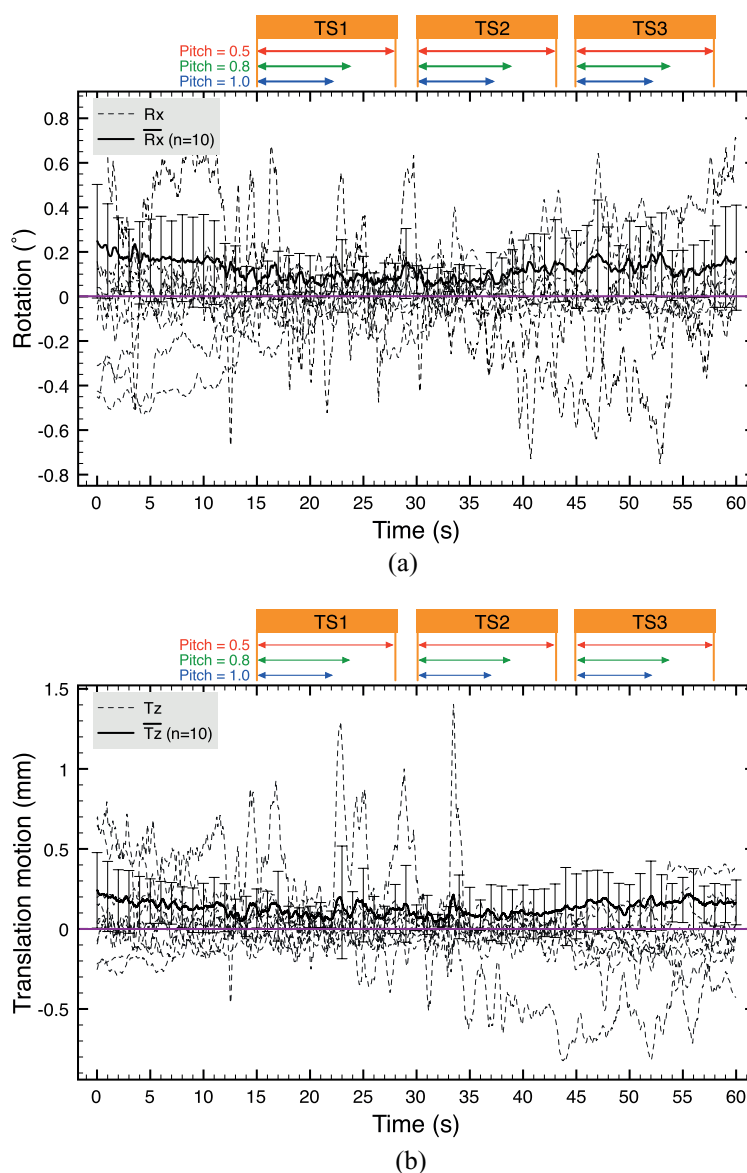 TS1 TS2 TS3
Pitch = 0.5
Pitch = 0.8
Pitch = 1.0
Rx
Rx (n=10)
0.8
0.6
0.4
0.2
0
-0.2
-0.4
-0.6
-0.8
Rotation (°)
0 5 10 15 20 25 30 35 40 45 50 55 60
Time (s)
(a)
TS1 TS2 TS3
Pitch = 0.5
Pitch = 0.8
Pitch = 1.0
Tz
Tz (n=10)
1.5
1
0.5
0
-0.5
Translation motion (mm)
0 5 10 15 20 25 30 35 40 45 50 55 60
Time (s)
(b)